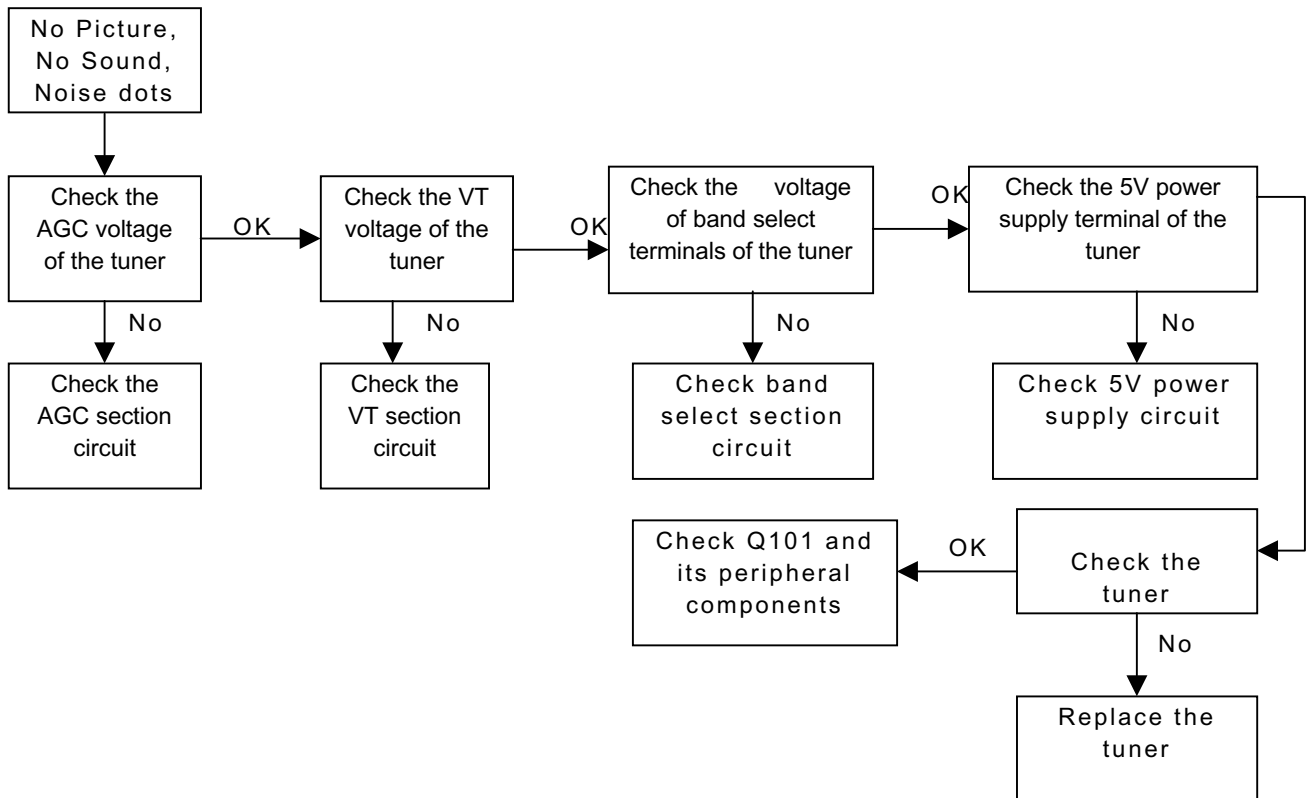 No Picture,
No Sound,
Noise dots
Check the
AGC voltage
of the tuner
OK
Check the VT
voltage of the
tuner
OK
Check the voltage
of band select
terminals of the tuner
OK
Check the 5V power
supply terminal of the
tuner
No
No
No
No
Check the
AGC section
circuit
Check the
VT section
circuit
Check band
select section
circuit
Check 5V power
supply circuit
Check Q101 and
its peripheral
components
OK
Check the
tuner
No
Replace the
tuner